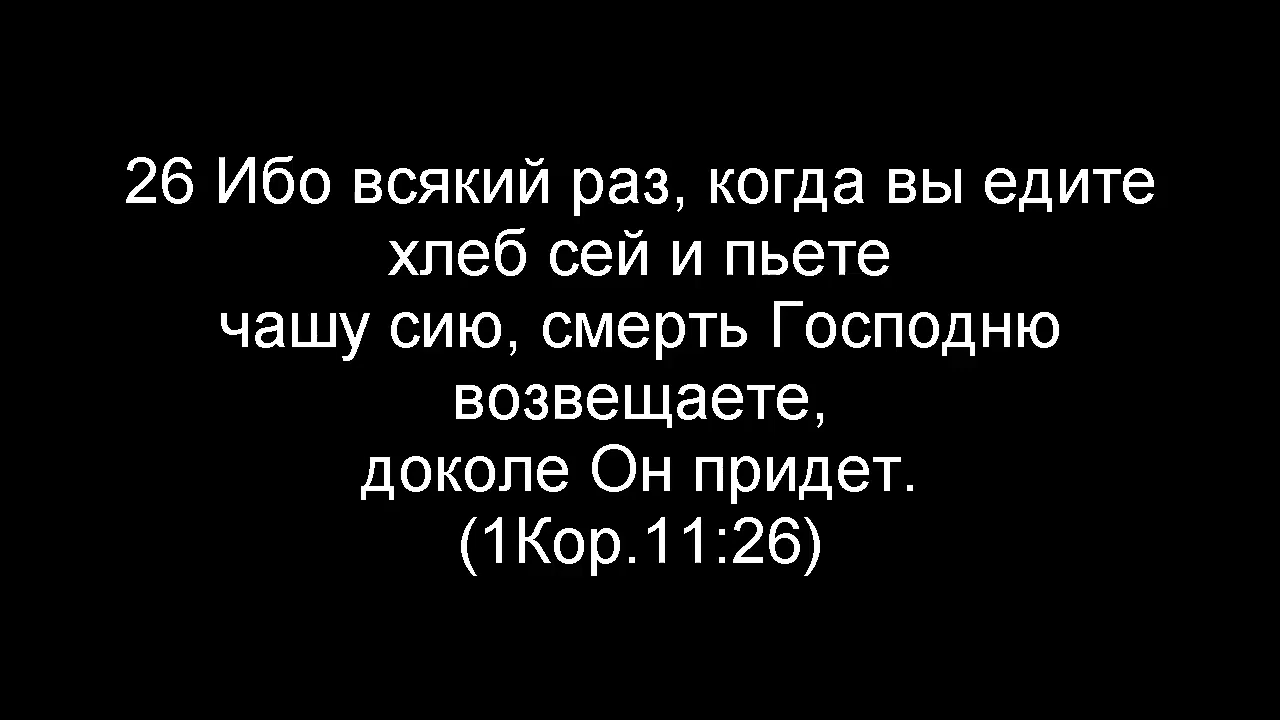 26 Ибо всякий раз, когда вы едите
хлеб сей и пьете
чашу сию, смерть Господню
возвещаете,
доколе Он придет.
(1Кор.11:26)